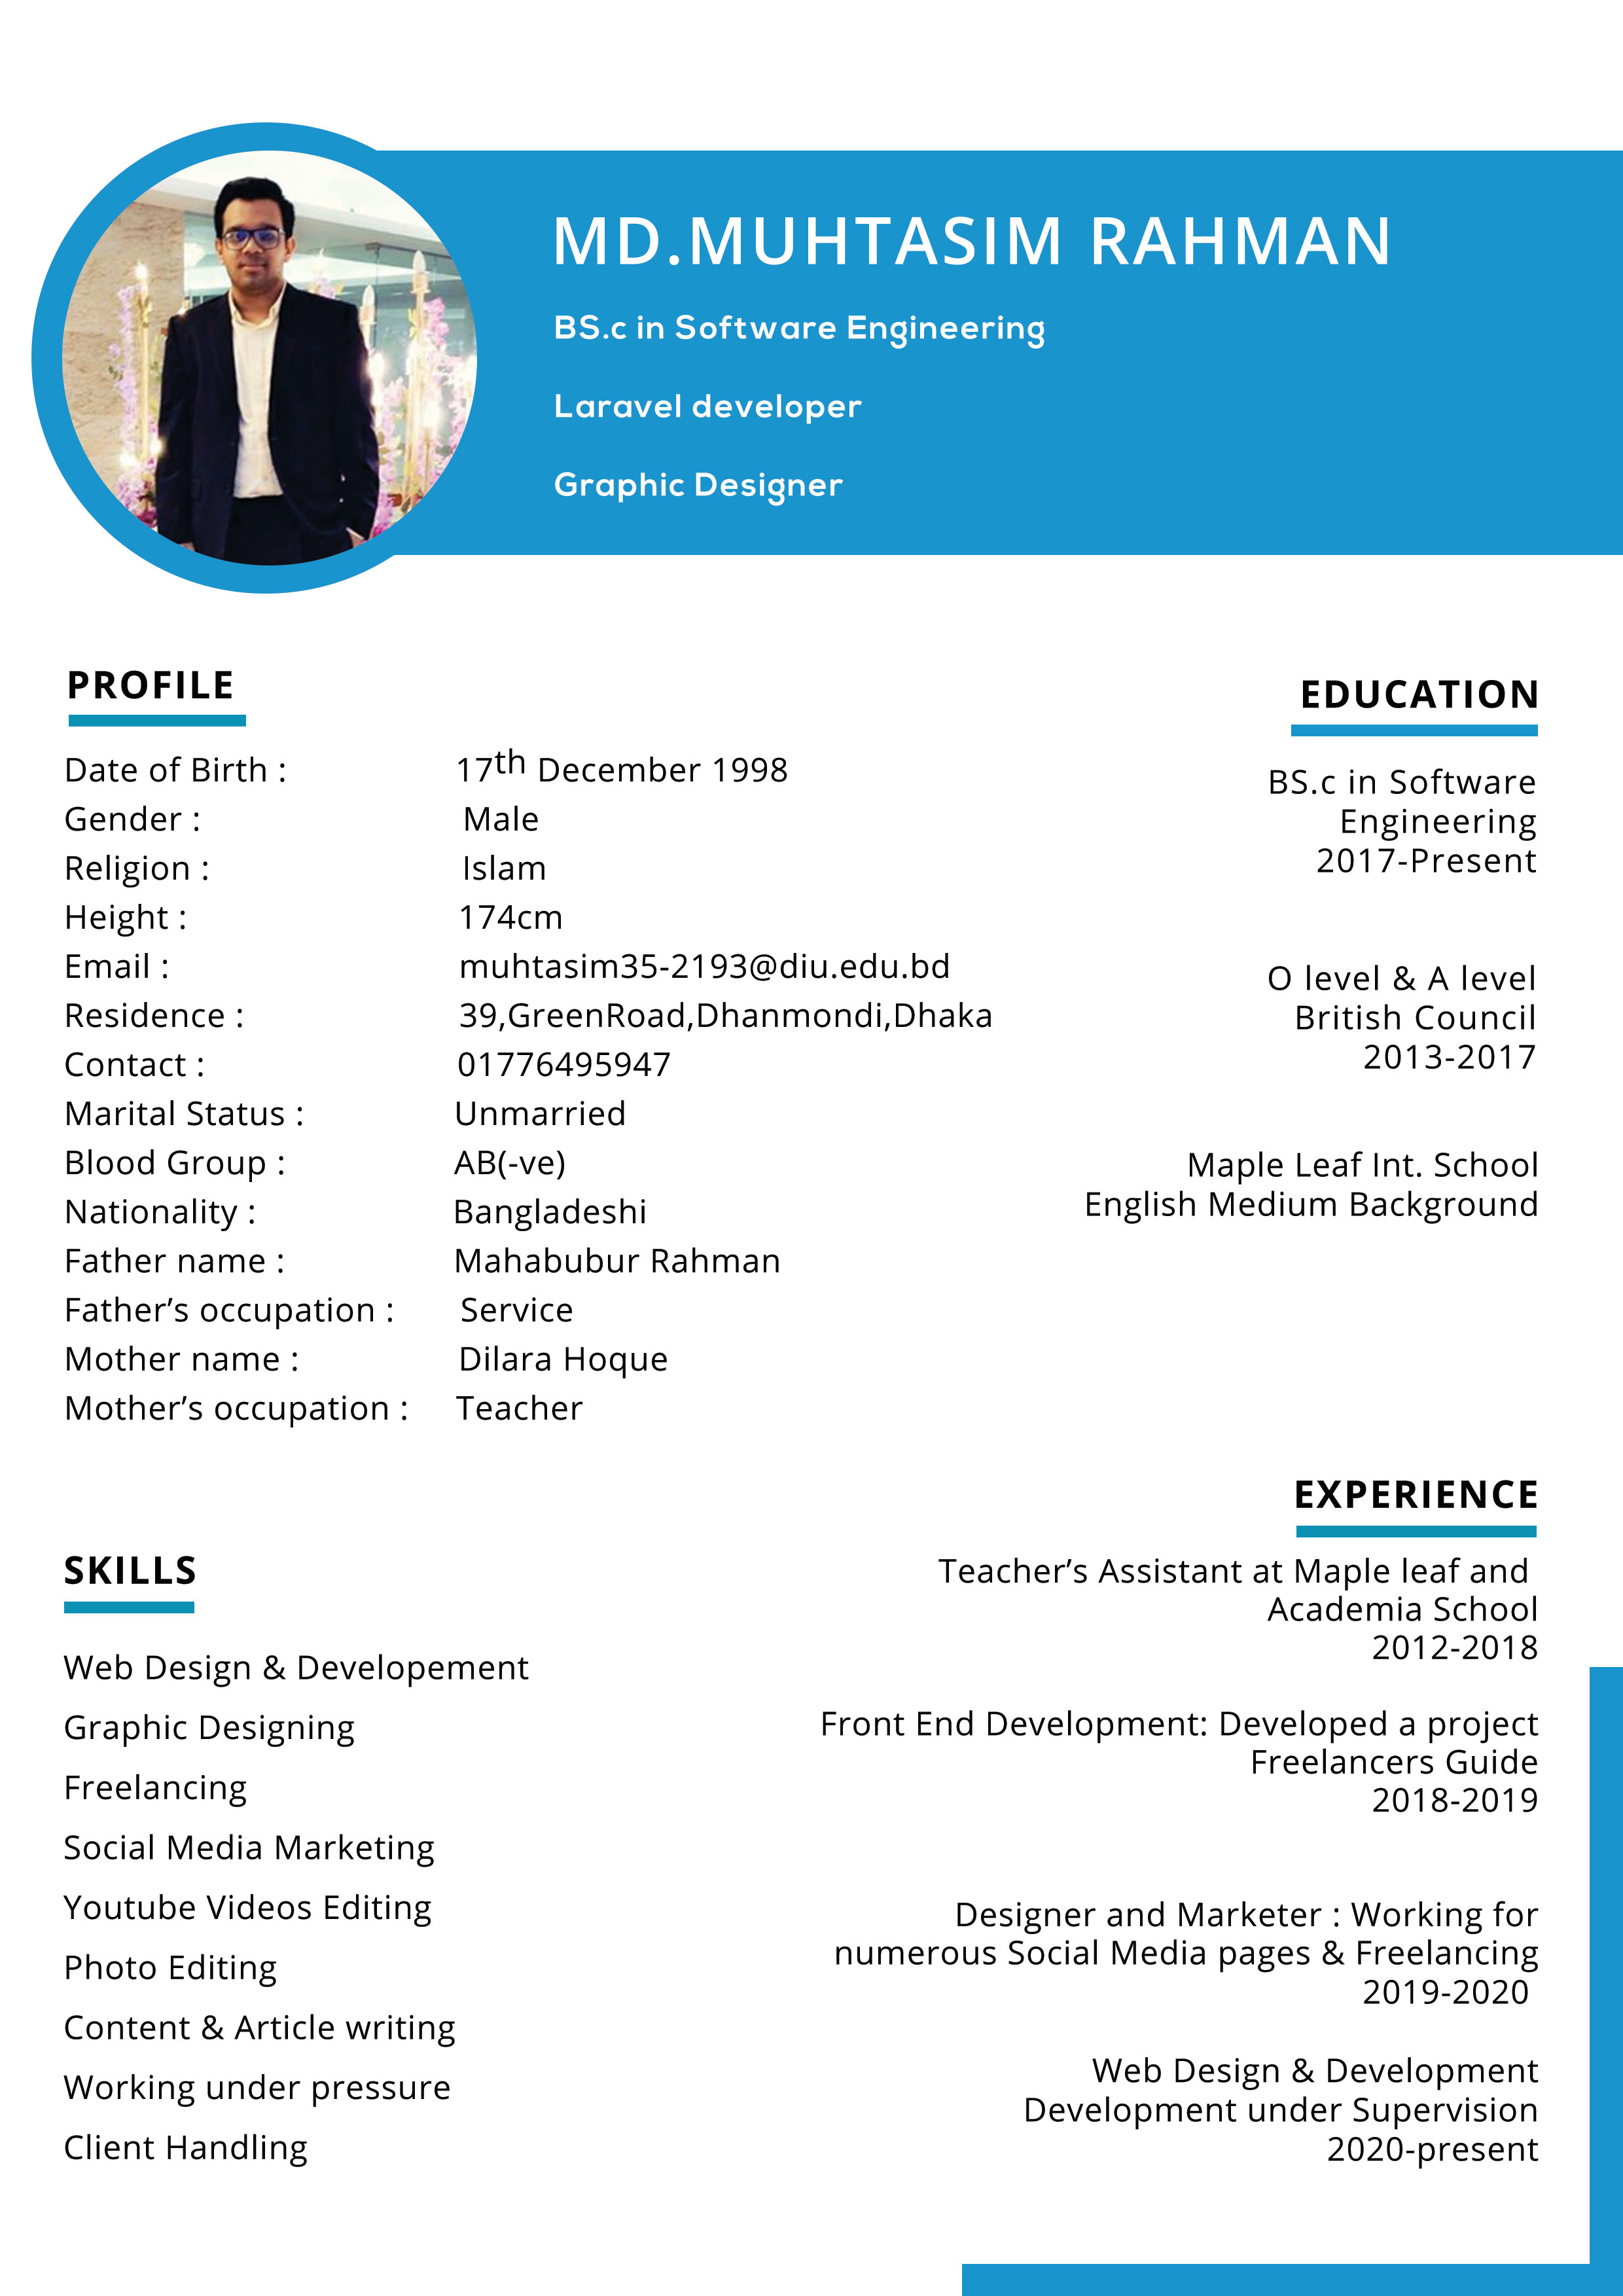 MD.MUHTASIM RAHMAN
BS.c in Software Engineering
Laravel developer
Graphic Designer
PROFILE
Date of Birth : 17th December 1998
Gender : Male
Religion : Islam
Height : 174cm
Email : muhtasim35-2193@diu.edu.bd
Residence : 39,GreenRoad,Dhanmondi,Dhaka
Contact : 01776495947
Marital Status : Unmarried
Blood Group : AB(-ve)
Nationality : Bangladeshi
Father name : Mahabubur Rahman
Father’s occupation : Service
Mother name : Dilara Hoque
Mother’s occupation : Teacher
EDUCATION
BS.c in Software
Engineering
2017-Present
O level & A level
British Council
2013-2017
Maple Leaf Int. School
English Medium Background
SKILLS
Web Design & Developement
Graphic Designing
Freelancing
Social Media Marketing
Youtube Videos Editing
Photo Editing
Content & Article writing
Working under pressure
Client Handling
EXPERIENCE
Teacher’s Assistant at Maple leaf and
Academia School
2012-2018
Front End Development: Developed a project
Freelancers Guide
2018-2019
Designer and Marketer : Working for
numerous Social Media pages & Freelancing
2019-2020
Web Design & Development
Development under Supervision
2020-present